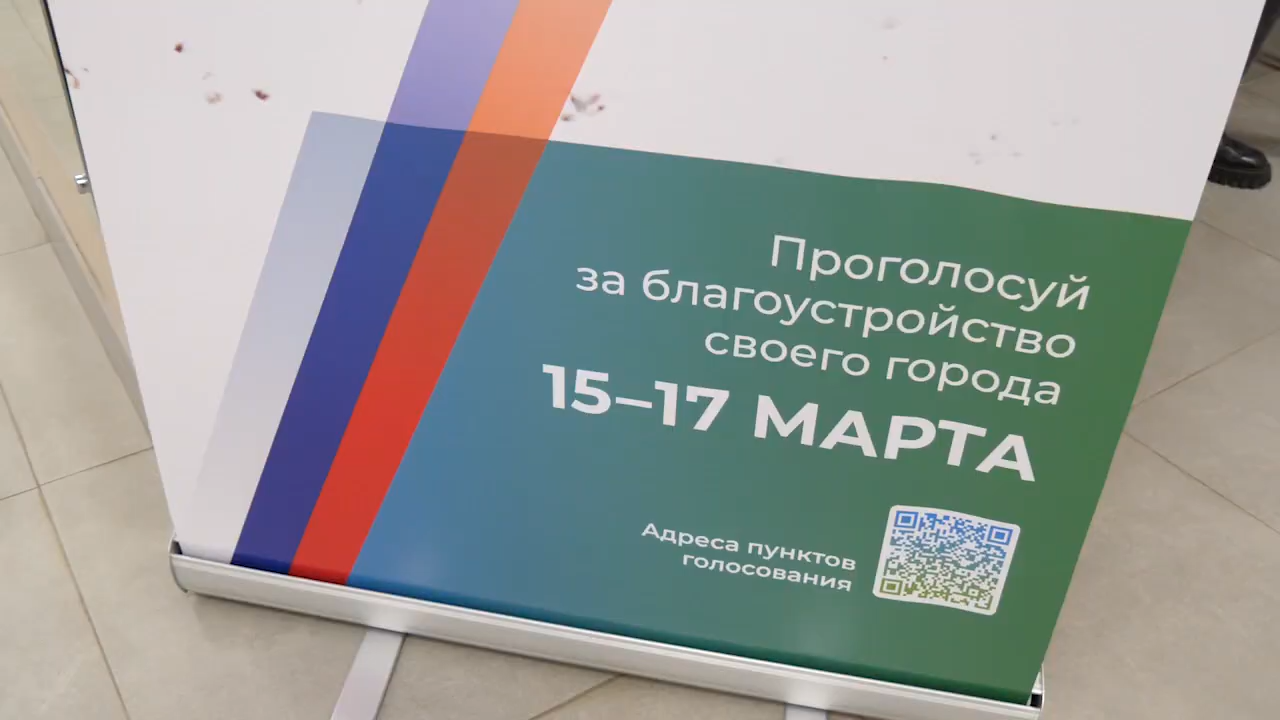 Проголосуй
за благоустройство
своего города
15–17 МАРТА
Адреса пунктов
голосования